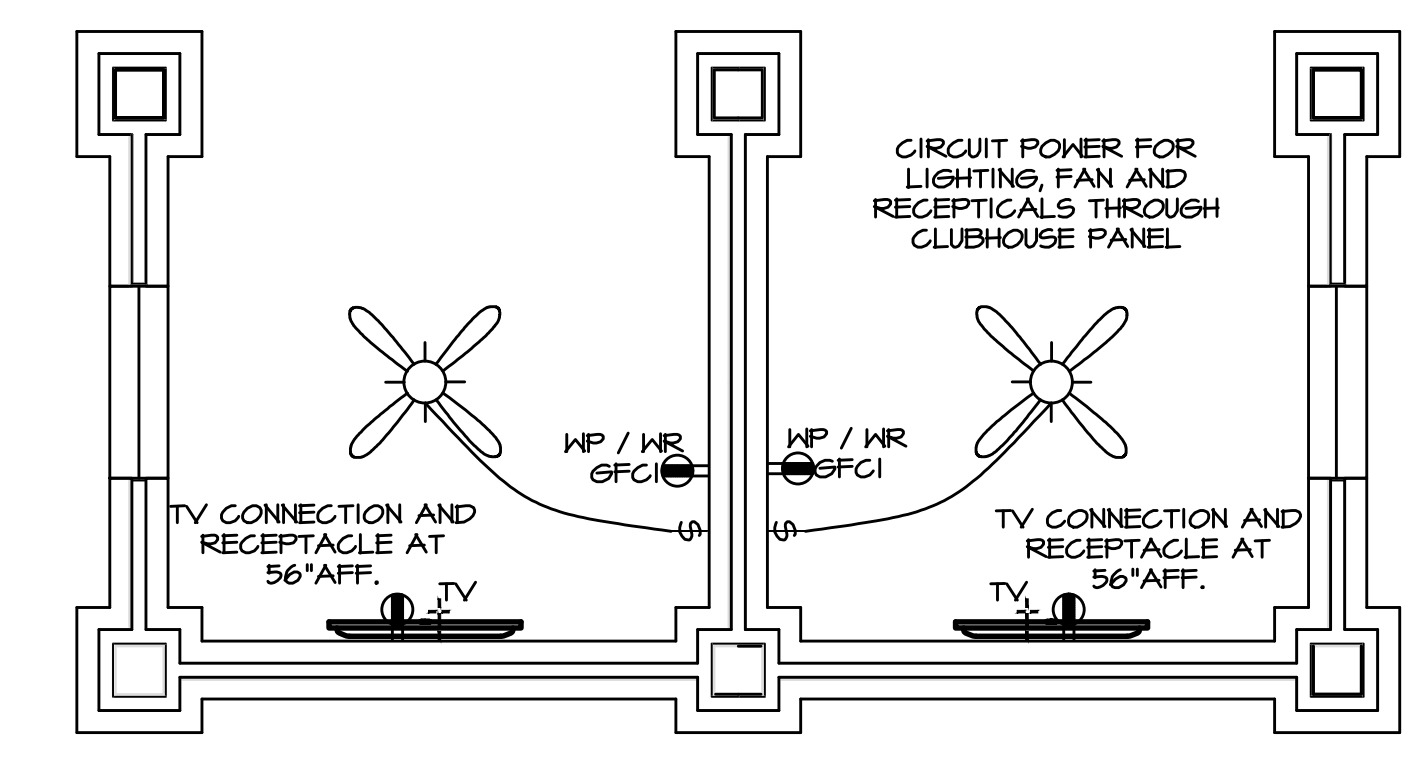 CIRCUIT POWER FOR
LIGHTING, FAN AND
RECEPTICALS THROUGH
CLUBHOUSE PANEL
WP / WR
GFCI
WP / WR
GFCI
S
S
TV CONNECTION AND
RECEPTACLE AT
56"AFF.
TV
TV CONNECTION AND
RECEPTACLE AT
56"AFF.
TV